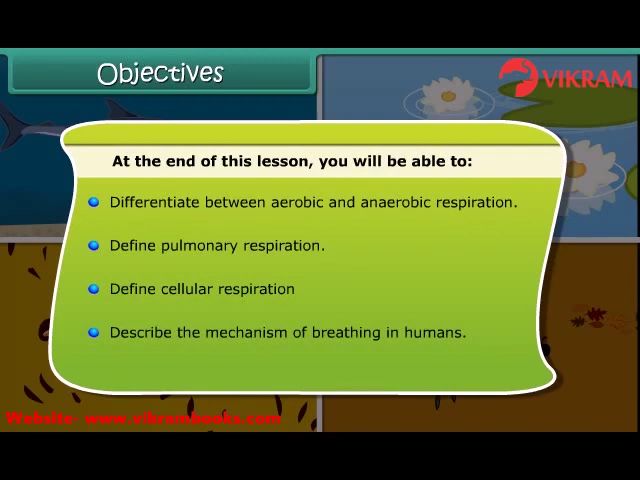 Objectives
VIKRAM
At the end of this lesson, you will be able to:
Differentiate between aerobic and anaerobic respiration.
Define pulmonary respiration.
Define cellular respiration
Describe the mechanism of breathing in humans.
Website- www.vikrambooks.com